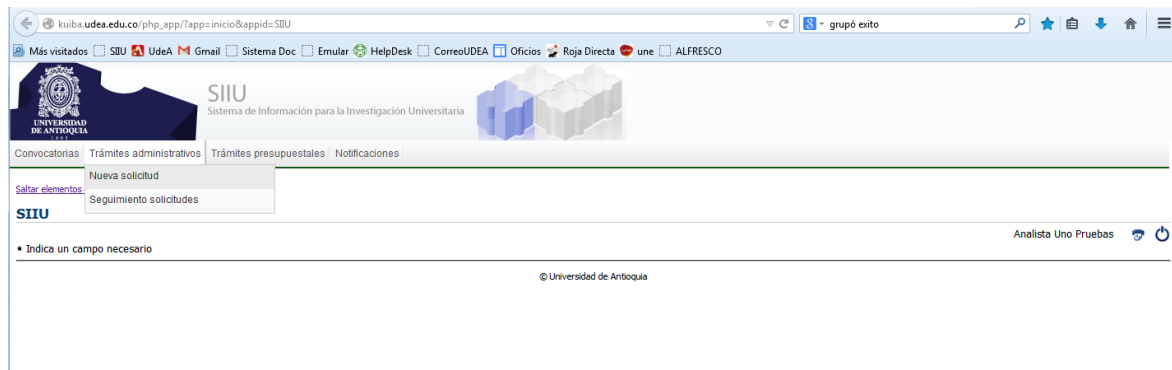 kuiba.udea.edu.co/php_app/?app=inicio&appid=SIIU
grupó exito
Más visitados SIIU UdeA Gmail Sistema Doc Emular HelpDesk CorreoUDEA Oficios Roja Directa une ALFRESCO
SIIU
Sistema de Información para la Investigación Universitaria
UNIVERSIDAD
DE ANTIOQUIA
1803
Convocatorias Trámites administrativos Trámites presupuestales Notificaciones
Nueva solicitud
Saltar elementos
Seguimiento solicitudes
SIIU
Analista Uno Pruebas
* Indica un campo necesario
© Universidad de Antioquia